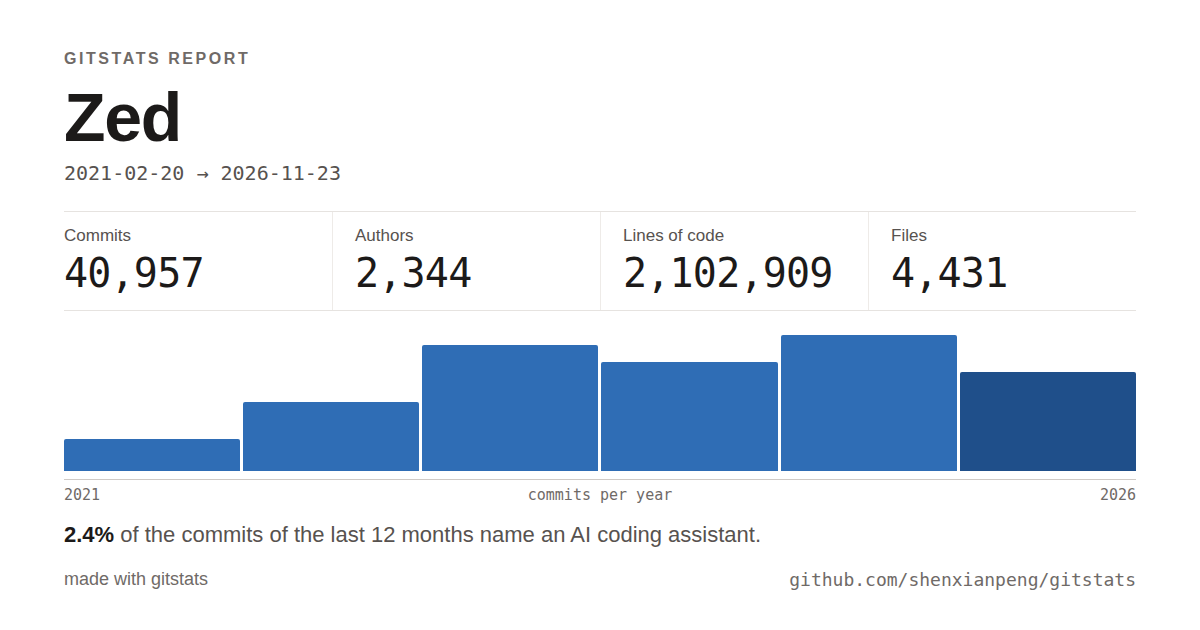 GITSTATS REPORT
Zed
2021-02-20 → 2026-11-23
Commits
40,957
Authors
2,344
Lines of code
2,102,909
Files
4,431
2021
commits per year
2026
2.4% of the commits of the last 12 months name an AI coding assistant.
made with gitstats
github.com/shenxianpeng/gitstats